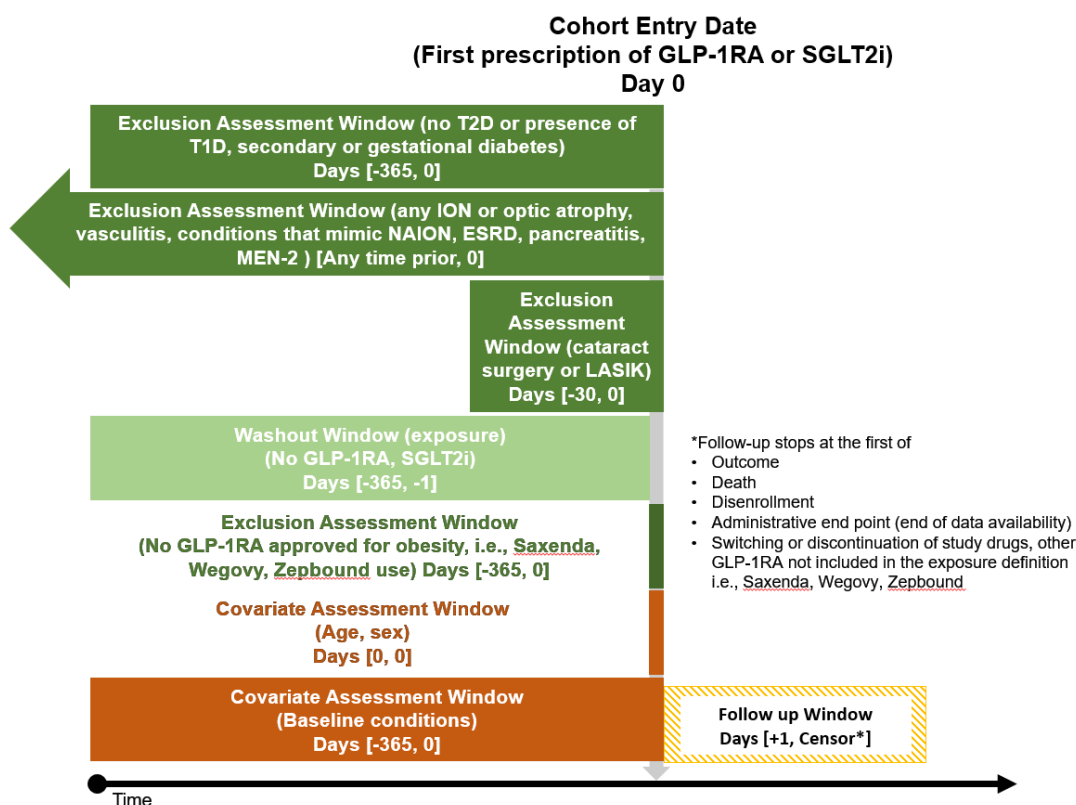 Cohort Entry Date
(First prescription of GLP-1RA or SGLT2i)
Day 0
Exclusion Assessment Window (no T2D or presence of
T1D, secondary or gestational diabetes)
Days [-365, 0]
Exclusion Assessment Window (any ION or optic atrophy,
vasculitis, conditions that mimic NAION, ESRD, pancreatitis,
MEN-2 ) [Any time prior, 0]
Exclusion
Assessment
Window (cataract
surgery or LASIK)
Days [-30, 0]
Washout Window (exposure)
(No GLP-1RA, SGLT2i)
Days [-365, -1]
Exclusion Assessment Window
(No GLP-1RA approved for obesity, i.e., Saxenda,
Wegovy, Zepbound use) Days [-365, 0]
Covariate Assessment Window
(Age, sex)
Days [0, 0]
Covariate Assessment Window
(Baseline conditions)
Days [-365, 0]
Follow up Window
Days [+1, Censor*]
*Follow-up stops at the first of
• Outcome
• Death
• Disenrollment
• Administrative end point (end of data availability)
• Switching or discontinuation of study drugs, other
GLP-1RA not included in the exposure definition
i.e., Saxenda, Wegovy, Zepbound
Time